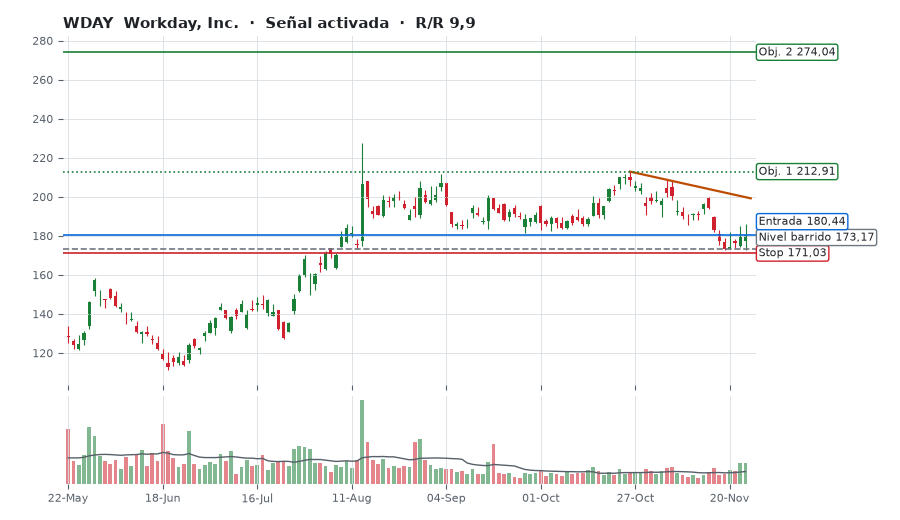 WDAY Workday, Inc. · Señal activada · R/R 9,9
280
260
240
220
200
180
160
140
120
Obj. 2 274,04
Obj. 1 212,91
Entrada 180,44
Nivel barrido 173,17
Stop 171,03
22-May
18-Jun
16-Jul
11-Aug
04-Sep
01-Oct
27-Oct
20-Nov